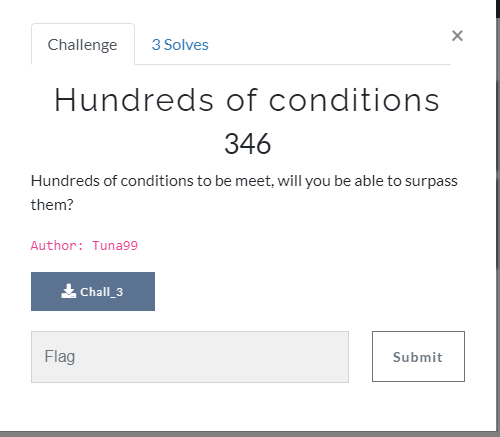 Challenge
3 Solves
×
Hundreds of conditions
346
Hundreds of conditions to be meet, will you be able to surpass
them?
Author: Tuna99
Chall_3
Flag
Submit